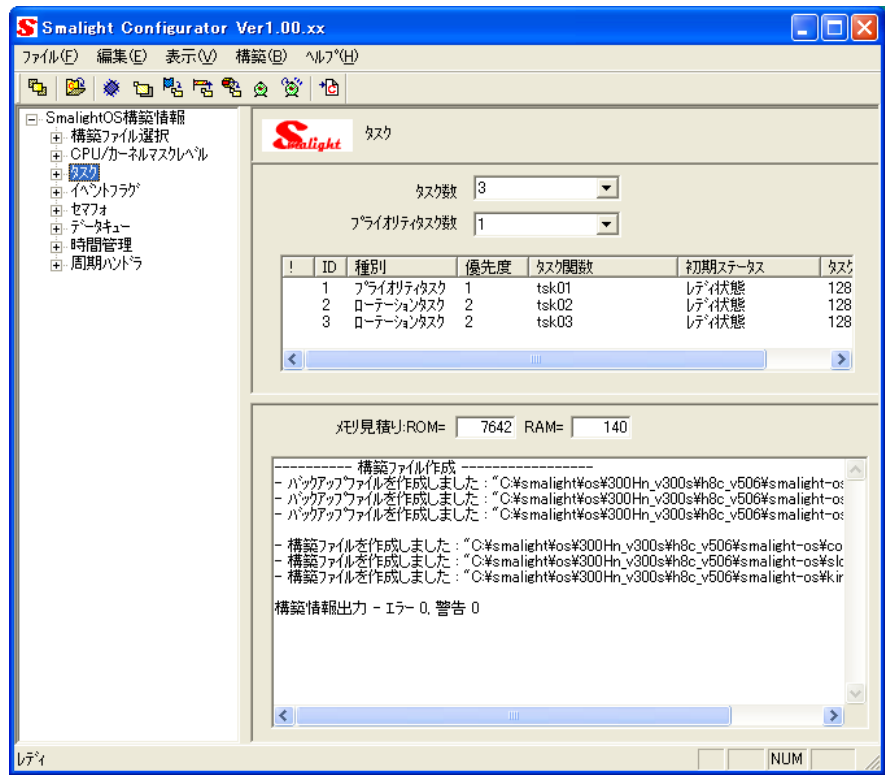 Smalight Configurator Ver1.00.xx
ﾌｧｲﾙ(F) 編集(E) 表示(V) 構築(B) ﾍﾙﾌﾟ(H)
SmalightOS構築情報
構築ﾌｧｲﾙ選択
CPU/ｶｰﾈﾙﾏｽｸﾚﾍﾞﾙ
ﾀｽｸ
ｲﾍﾞﾝﾄﾌﾗｸﾞ
ｾﾏﾌｫ
ﾃﾞｰﾀｷｭｰ
時間管理
周期ﾊﾝﾄﾞﾗ
Smalight ﾀｽｸ
ﾀｽｸ数 3
ﾌﾟﾗｲｵﾘﾃｨﾀｽｸ数 1
! ID 種別 優先度 ﾀｽｸ関数 初期ｽﾃｰﾀｽ ﾀｽｸ
1 ﾌﾟﾗｲｵﾘﾃｨﾀｽｸ 1 tsk01 ﾚﾃﾞｨ状態 128
2 ﾛｰﾃｰｼｮﾝﾀｽｸ 2 tsk02 ﾚﾃﾞｨ状態 128
3 ﾛｰﾃｰｼｮﾝﾀｽｸ 2 tsk03 ﾚﾃﾞｨ状態 128
ﾒﾓﾘ見積り:ROM= 7642 RAM= 140
---------- 構築ﾌｧｲﾙ作成 ------------------
- ﾊﾞｯｸｱｯﾌﾟﾌｧｲﾙを作成しました : "C:¥smalight¥os¥300Hn_v300s¥h8c_v506¥smalight-os
- ﾊﾞｯｸｱｯﾌﾟﾌｧｲﾙを作成しました : "C:¥smalight¥os¥300Hn_v300s¥h8c_v506¥smalight-os
- ﾊﾞｯｸｱｯﾌﾟﾌｧｲﾙを作成しました : "C:¥smalight¥os¥300Hn_v300s¥h8c_v506¥smalight-os
- 構築ﾌｧｲﾙを作成しました : "C:¥smalight¥os¥300Hn_v300s¥h8c_v506¥smalight-os¥co
- 構築ﾌｧｲﾙを作成しました : "C:¥smalight¥os¥300Hn_v300s¥h8c_v506¥smalight-os¥slo
- 構築ﾌｧｲﾙを作成しました : "C:¥smalight¥os¥300Hn_v300s¥h8c_v506¥smalight-os¥kir
構築情報出力 - ｴﾗｰ 0, 警告 0
ﾚﾃﾞｨ NUM